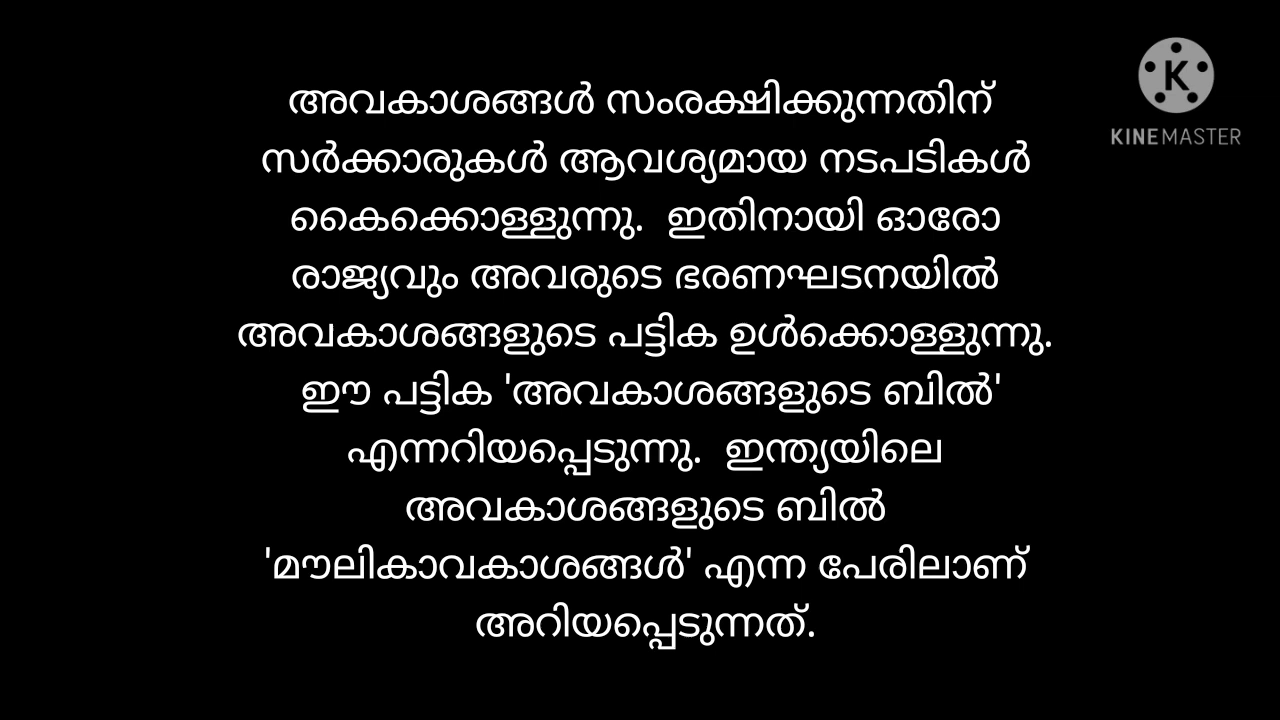 അവകാശങ്ങൾ സംരക്ഷിക്കുന്നതിന്
സർക്കാരുകൾ ആവശ്യമായ നടപടികൾ
കൈക്കൊള്ളുന്നു. ഇതിനായി ഓരോ
രാജ്യവും അവരുടെ ഭരണഘടനയിൽ
അവകാശങ്ങളുടെ പട്ടിക ഉൾക്കൊള്ളുന്നു.
ഈ പട്ടിക 'അവകാശങ്ങളുടെ ബിൽ'
എന്നറിയപ്പെടുന്നു. ഇന്ത്യയിലെ
അവകാശങ്ങളുടെ ബിൽ
'മൗലികാവകാശങ്ങൾ' എന്ന പേരിലാണ്
അറിയപ്പെടുന്നത്.
K
KINEMASTER